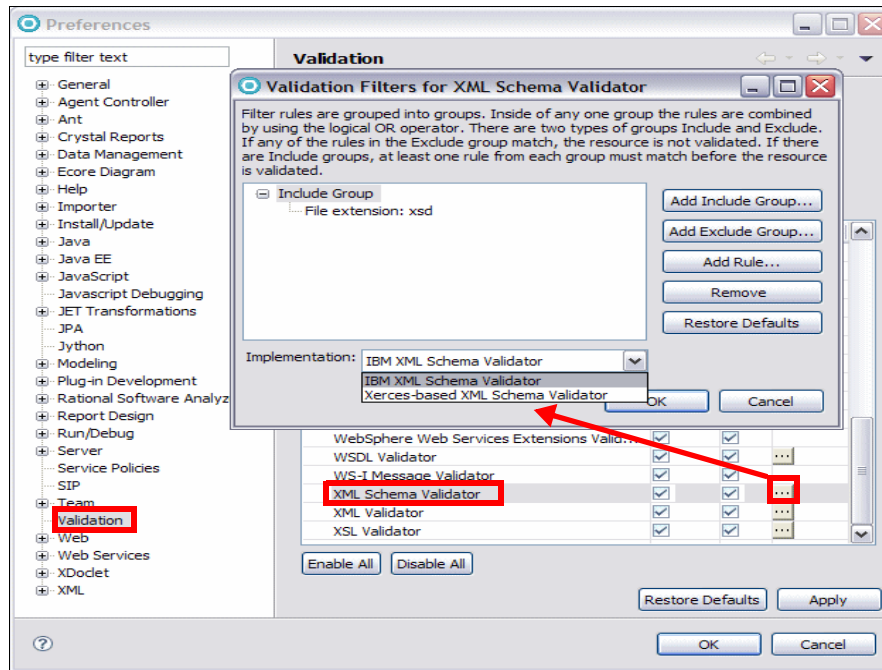 Preferences
type filter text
General
Agent Controller
Ant
Crystal Reports
Data Management
Ecore Diagram
Help
Importer
Install/Update
Java
Java EE
JavaScript
Javascript Debugging
JET Transformations
JPA
Jython
Modeling
Plug-in Development
Rational Software Analyz
Report Design
Run/Debug
Server
Service Policies
SIP
Team
Validation
Web
Web Services
XDoclet
XML
Validation
Validation Filters for XML Schema Validator
Filter rules are grouped into groups. Inside of any one group the rules are combined
by using the logical OR operator. There are two types of groups Include and Exclude.
If any of the rules in the Exclude group match, the resource is not validated. If there
are Include groups, at least one rule from each group must match before the resource
is validated.
Include Group
File extension: xsd
Add Include Group...
Add Exclude Group...
Add Rule...
Remove
Restore Defaults
Implementation:
IBM XML Schema Validator
IBM XML Schema Validator
Xerces-based XML Schema Validator
OK
Cancel
WebSphere Web Services Extensions Valid...
WSDL Validator
...
WS-I Message Validator
XML Schema Validator
...
XML Validator
...
XSL Validator
...
Enable All
Disable All
Restore Defaults
Apply
?
OK
Cancel